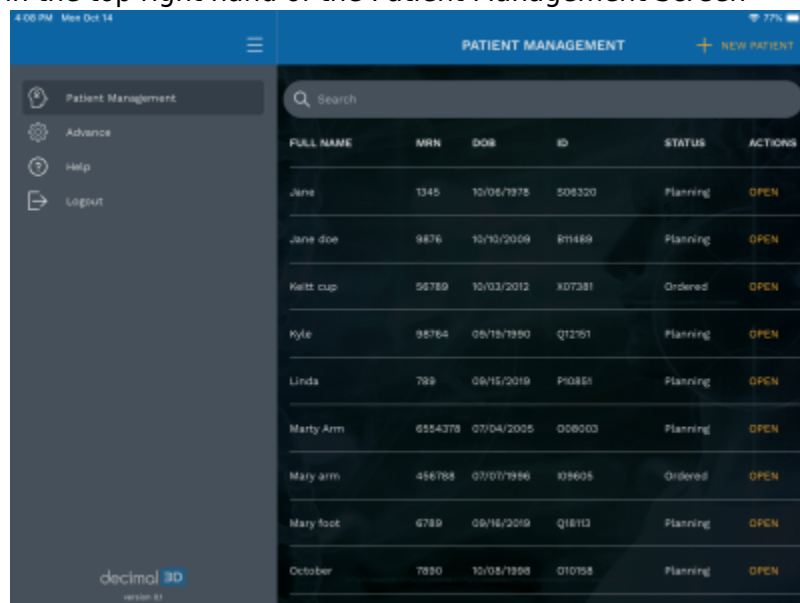 in the top right hand of the Patient Management Screen
4:06 PM Mon Oct 14 77%
PATIENT MANAGEMENT + NEW PATIENT
Patient Management
Advance
Help
Logout
Search
FULL NAME MRN DOB ID STATUS ACTIONS
Jane 1345 10/06/1978 S06320 Planning OPEN
Jane doe 9876 10/10/2009 B11489 Planning OPEN
Keltt cup 56789 10/03/2012 X07381 Ordered OPEN
Kyle 98764 09/19/1990 Q12151 Planning OPEN
Linda 789 09/15/2019 P10851 Planning OPEN
Marty Arm 6554378 07/04/2005 O08003 Planning OPEN
Mary arm 456788 07/07/1996 I09605 Ordered OPEN
Mary foot 6789 09/16/2019 Q18113 Planning OPEN
October 7890 10/08/1998 O10158 Planning OPEN
decimal 3D